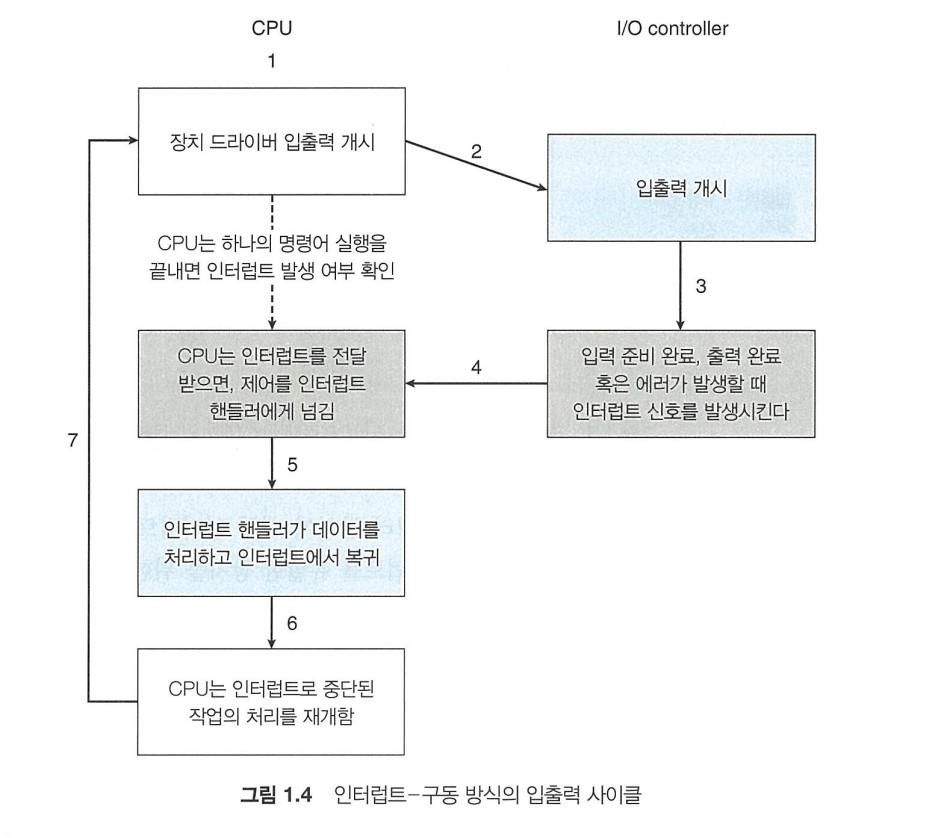 CPU
I/O controller
1
장치 드라이버 입출력 개시
2
입출력 개시
CPU는 하나의 명령어 실행을
끝내면 인터럽트 발생 여부 확인
3
CPU는 인터럽트를 전달
받으면, 제어를 인터럽트
핸들러에게 넘김
4
입력 준비 완료, 출력 완료
혹은 에러가 발생할 때
인터럽트 신호를 발생시킨다
7
5
인터럽트 핸들러가 데이터를
처리하고 인터럽트에서 복귀
6
CPU는 인터럽트로 중단된
작업의 처리를 재개함
그림 1.4 인터럽트-구동 방식의 입출력 사이클